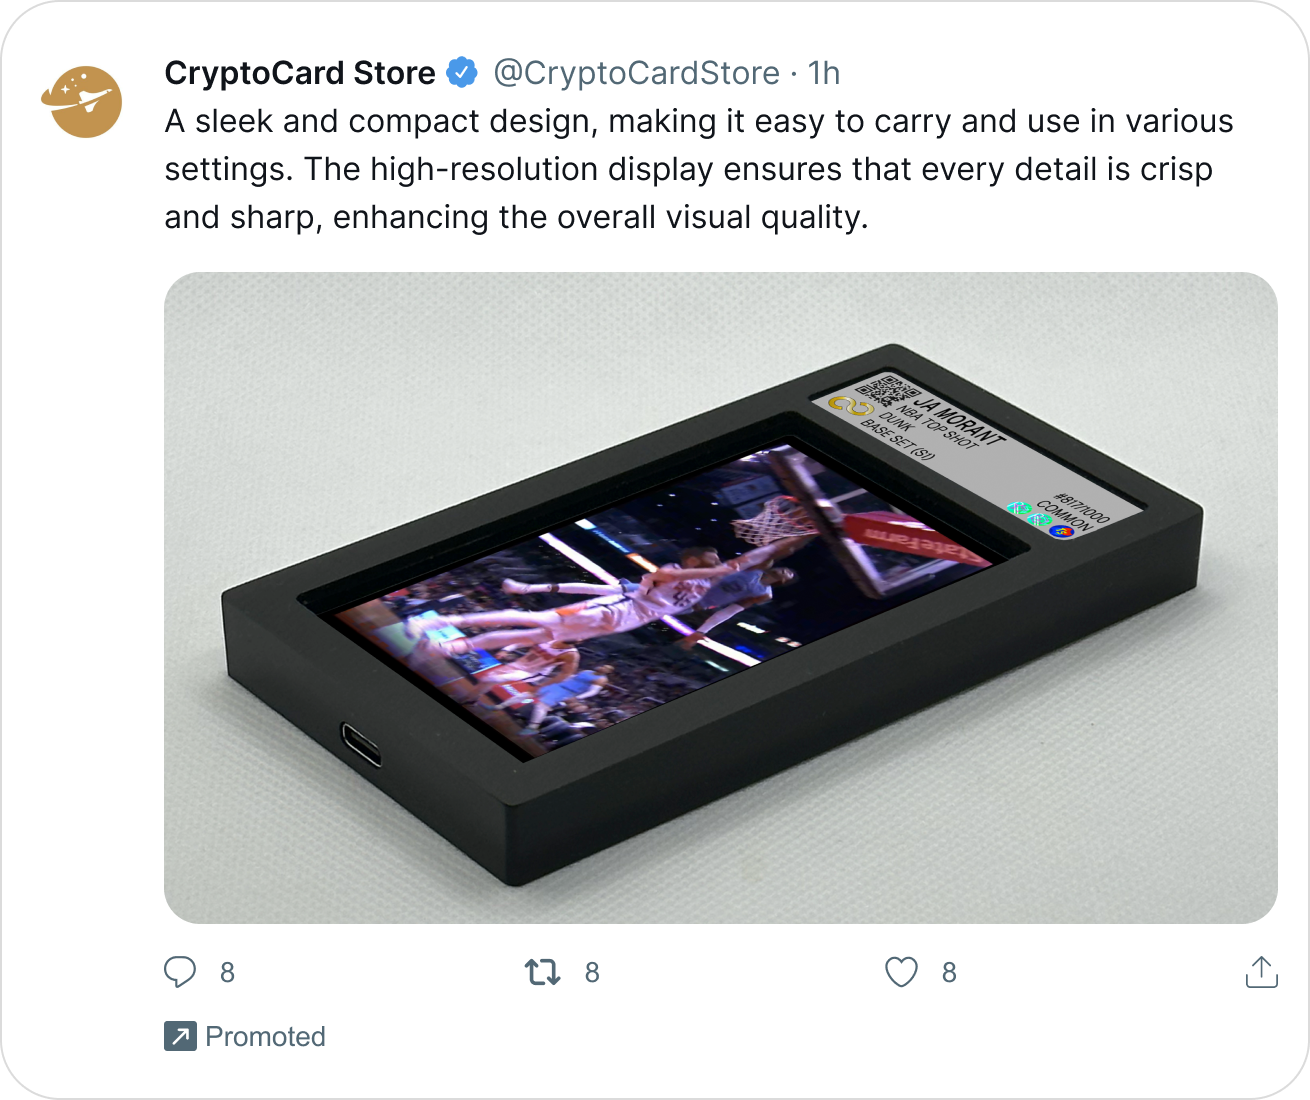 CryptoCard Store @CryptoCardStore · 1h
A sleek and compact design, making it easy to carry and use in various
settings. The high-resolution display ensures that every detail is crisp
and sharp, enhancing the overall visual quality.
JA MORANT
NBA TOP SHOT
DUNK
BASE SET (S1)
#817/1000
COMMON
StateFarm
8
8
8
Promoted